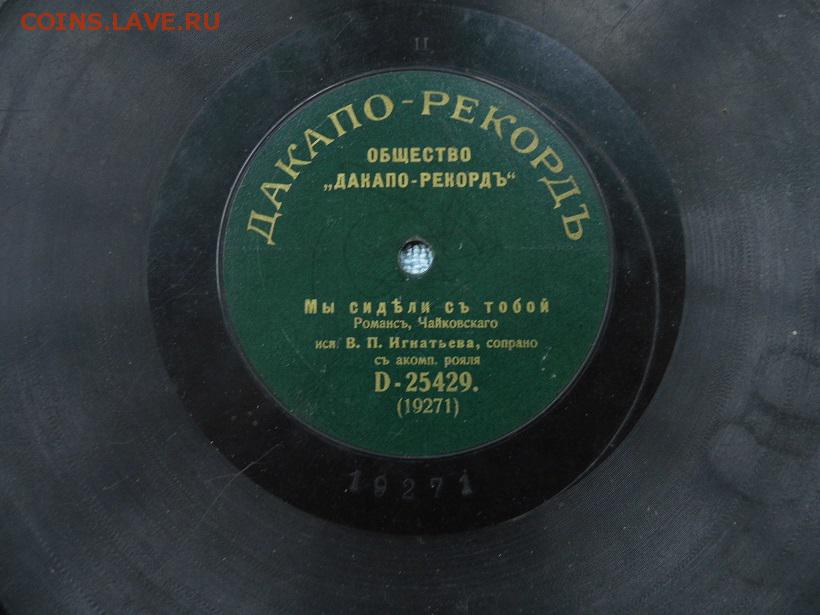 COINS.LAVE.RU
II
ДАКАПО-РЕКОРДЪ
ОБЩЕСТВО
„ДАКАПО-РЕКОРДЪ“
Мы сидѣли съ тобой
Романсъ, Чайковскаго
исп. В. П. Игнатьева, сопрано
съ акомп. рояля
D-25429.
(19271)
19271